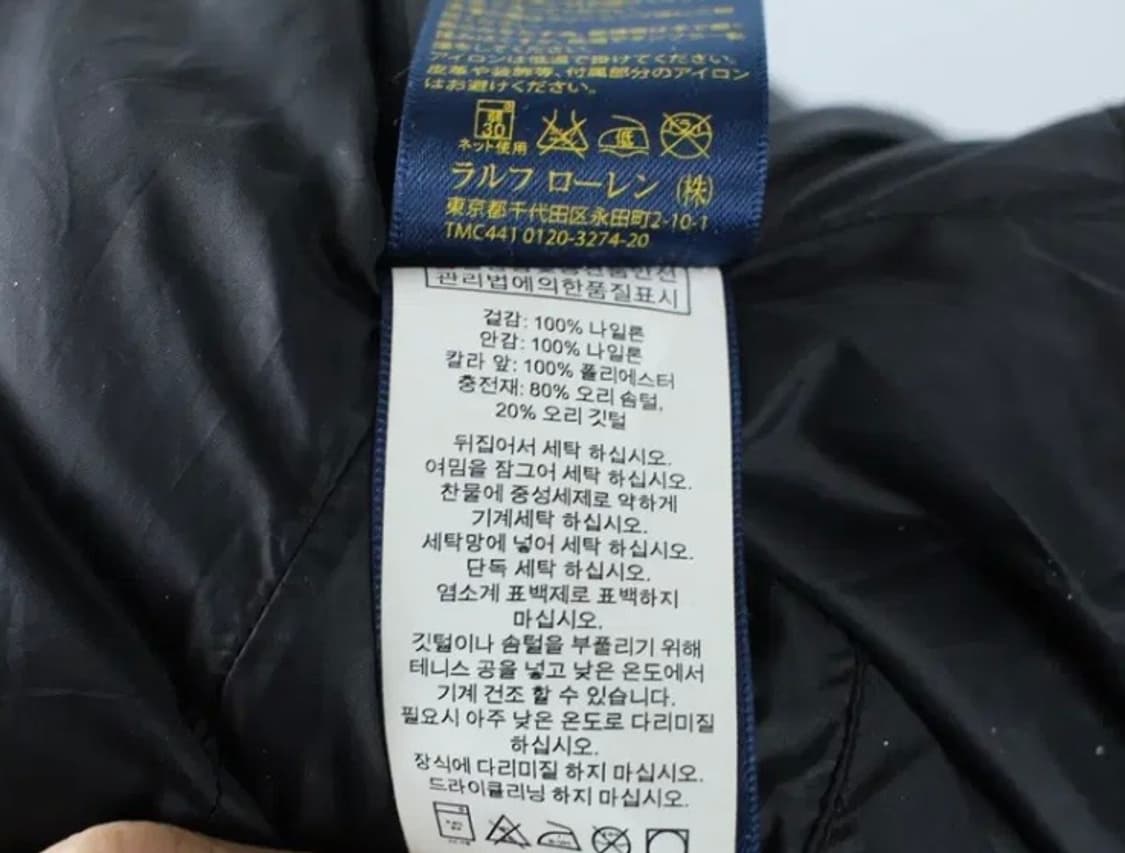 アイロンは低温で掛けてください。
皮革や装飾等、付属部分のアイロン
はお避けください。
弱
30
ネット使用
低
ドライ
ラルフ ローレン (株)
東京都千代田区永田町2-10-1
TMC441 0120-3274-20
관리법에의한품질표시
겉감: 100% 나일론
안감: 100% 나일론
칼라 앞: 100% 폴리에스터
충전재: 80% 오리 솜털,
20% 오리 깃털
뒤집어서 세탁 하십시오.
여밈을 잠그어 세탁 하십시오.
찬물에 중성세제로 약하게
기계세탁 하십시오.
세탁망에 넣어 세탁 하십시오.
단독 세탁 하십시오.
염소계 표백제로 표백하지
마십시오.
깃털이나 솜털을 부풀리기 위해
테니스 공을 넣고 낮은 온도에서
기계 건조 할 수 있습니다.
필요시 아주 낮은 온도로 다리미질
하십시오.
장식에 다리미질 하지 마십시오.
드라이클리닝 하지 마십시오.